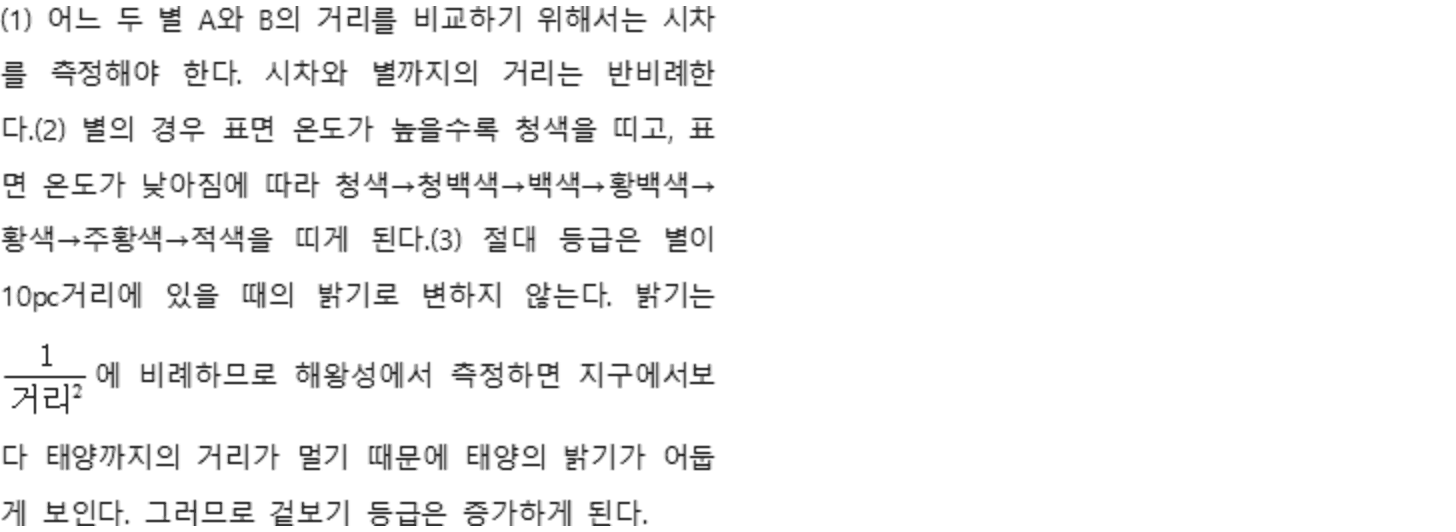 (1) 어느 두 별 A와 B의 거리를 비교하기 위해서는 시차
를 측정해야 한다. 시차와 별까지의 거리는 반비례한
다.(2) 별의 경우 표면 온도가 높을수록 청색을 띠고, 표
면 온도가 낮아짐에 따라 청색→청백색→백색→황백색→
황색→주황색→적색을 띠게 된다.(3) 절대 등급은 별이
10pc거리에 있을 때의 밝기로 변하지 않는다. 밝기는
1/거리² 에 비례하므로 해왕성에서 측정하면 지구에서보
다 태양까지의 거리가 멀기 때문에 태양의 밝기가 어둡
게 보인다. 그러므로 겉보기 등급은 증가하게 된다.